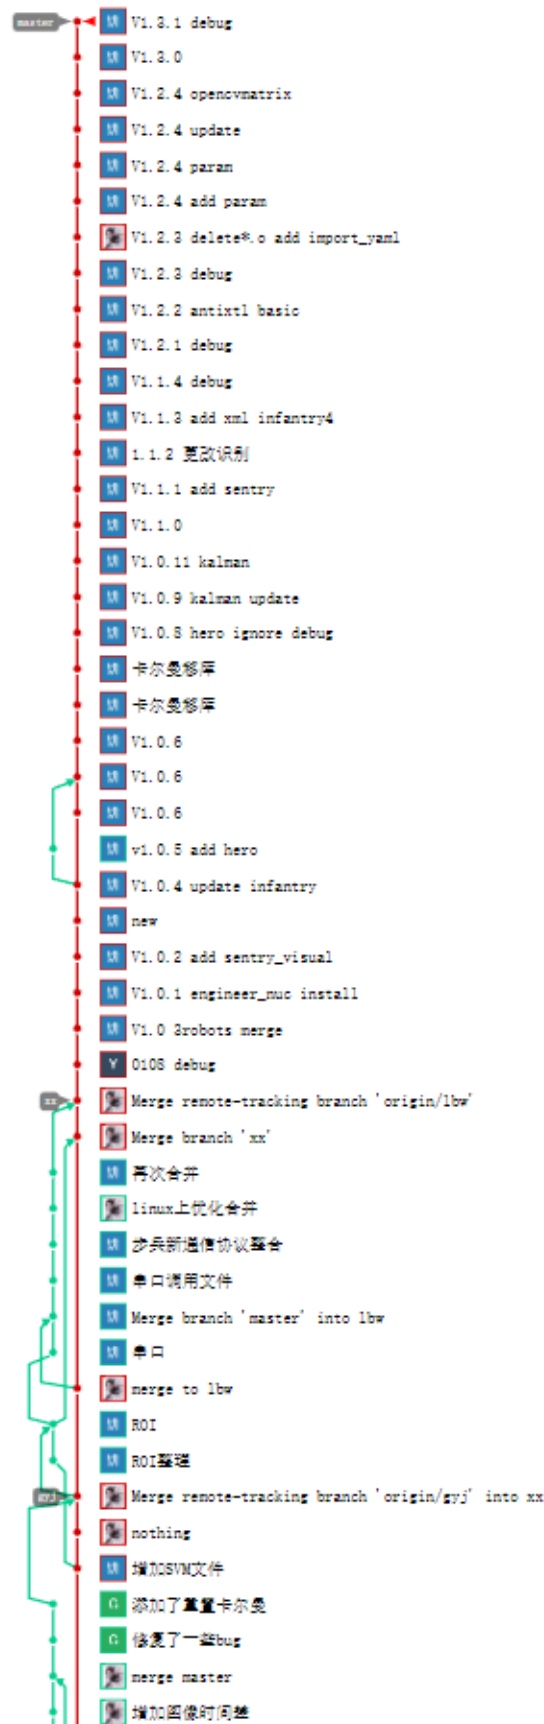 master
V1.3.1 debug
V1.3.0
V1.2.4 opencvmatrix
V1.2.4 update
V1.2.4 param
V1.2.4 add param
V1.2.3 delete*.o add import_yaml
V1.2.3 debug
V1.2.2 antixtl basic
V1.2.1 debug
V1.1.4 debug
V1.1.3 add xml infantry4
1.1.2 更改识别
V1.1.1 add sentry
V1.1.0
V1.0.11 kalman
V1.0.9 kalman update
V1.0.8 hero ignore debug
卡尔曼移库
卡尔曼移库
V1.0.6
V1.0.6
V1.0.6
v1.0.5 add hero
V1.0.4 update infantry
new
V1.0.2 add sentry_visual
V1.0.1 engineer_nuc install
V1.0 3robots merge
Y 0108 debug
xx Merge remote-tracking branch 'origin/lbw'
Merge branch 'xx'
再次合并
linux上优化合并
步兵新通信协议整合
串口调用文件
Merge branch 'master' into lbw
串口
merge to lbw
ROI
ROI整理
gyj Merge remote-tracking branch 'origin/gyj' into xx
nothing
增加SVM文件
G 添加了重置卡尔曼
G 修复了一些bug
merge master
增加图像时间差